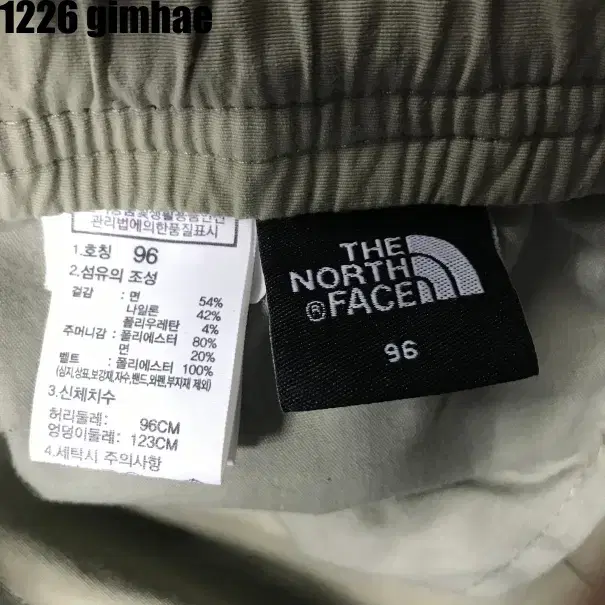 1226 gimhae
관리법에의한품질표시
1.호칭 96
2.섬유의 조성
겉감 : 면 54%
나일론 42%
폴리우레탄 4%
주머니감 : 폴리에스터 80%
면 20%
벨트 : 폴리에스터 100%
(심지,상표,보강재,자수,밴드,와펜,부자재 제외)
3.신체치수
허리둘레: 96CM
엉덩이둘레: 123CM
4.세탁시 주의사항
THE
NORTH
®FACE
96